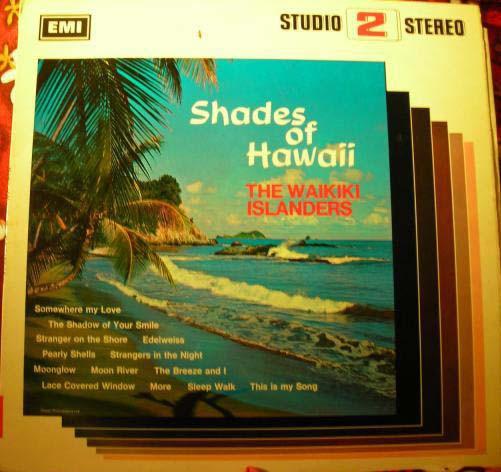 EMI
STUDIO 2 STEREO
Shades
of
Hawaii
THE WAIKIKI
ISLANDERS
Somewhere my Love
The Shadow of Your Smile
Stranger on the Shore Edelweiss
Pearly Shells Strangers in the Night
Moonglow Moon River The Breeze and I
Lace Covered Window More Sleep Walk This is my Song